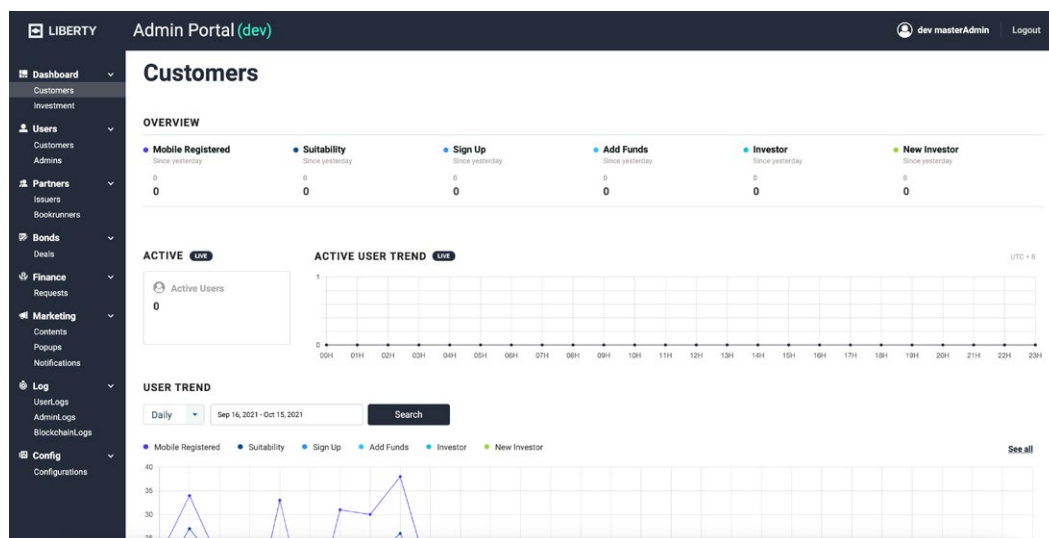 LIBERTY
Admin Portal (dev)
dev masterAdmin
Logout
Dashboard
Customers
Investment
Users
Customers
Admins
Partners
Issuers
Bookrunners
Bonds
Deals
Finance
Requests
Marketing
Contents
Popups
Notifications
Log
UserLogs
AdminLogs
BlockchainLogs
Config
Configurations
Customers
OVERVIEW
Mobile Registered Suitability Sign Up Add Funds Investor New Investor
Since yesterday Since yesterday Since yesterday Since yesterday Since yesterday Since yesterday
0 0 0 0 0 0
0 0 0 0 0 0
ACTIVE LIVE
Active Users
0
ACTIVE USER TREND LIVE
1
0
00H 01H 02H 03H 04H 05H 06H 07H 08H 09H 10H 11H 12H 13H 14H 15H 16H 17H 18H 19H 20H 21H 22H 23H
USER TREND
Daily Sep 16, 2021 - Oct 15, 2021 Search
Mobile Registered Suitability Sign Up Add Funds Investor New Investor
See all
40
35
30